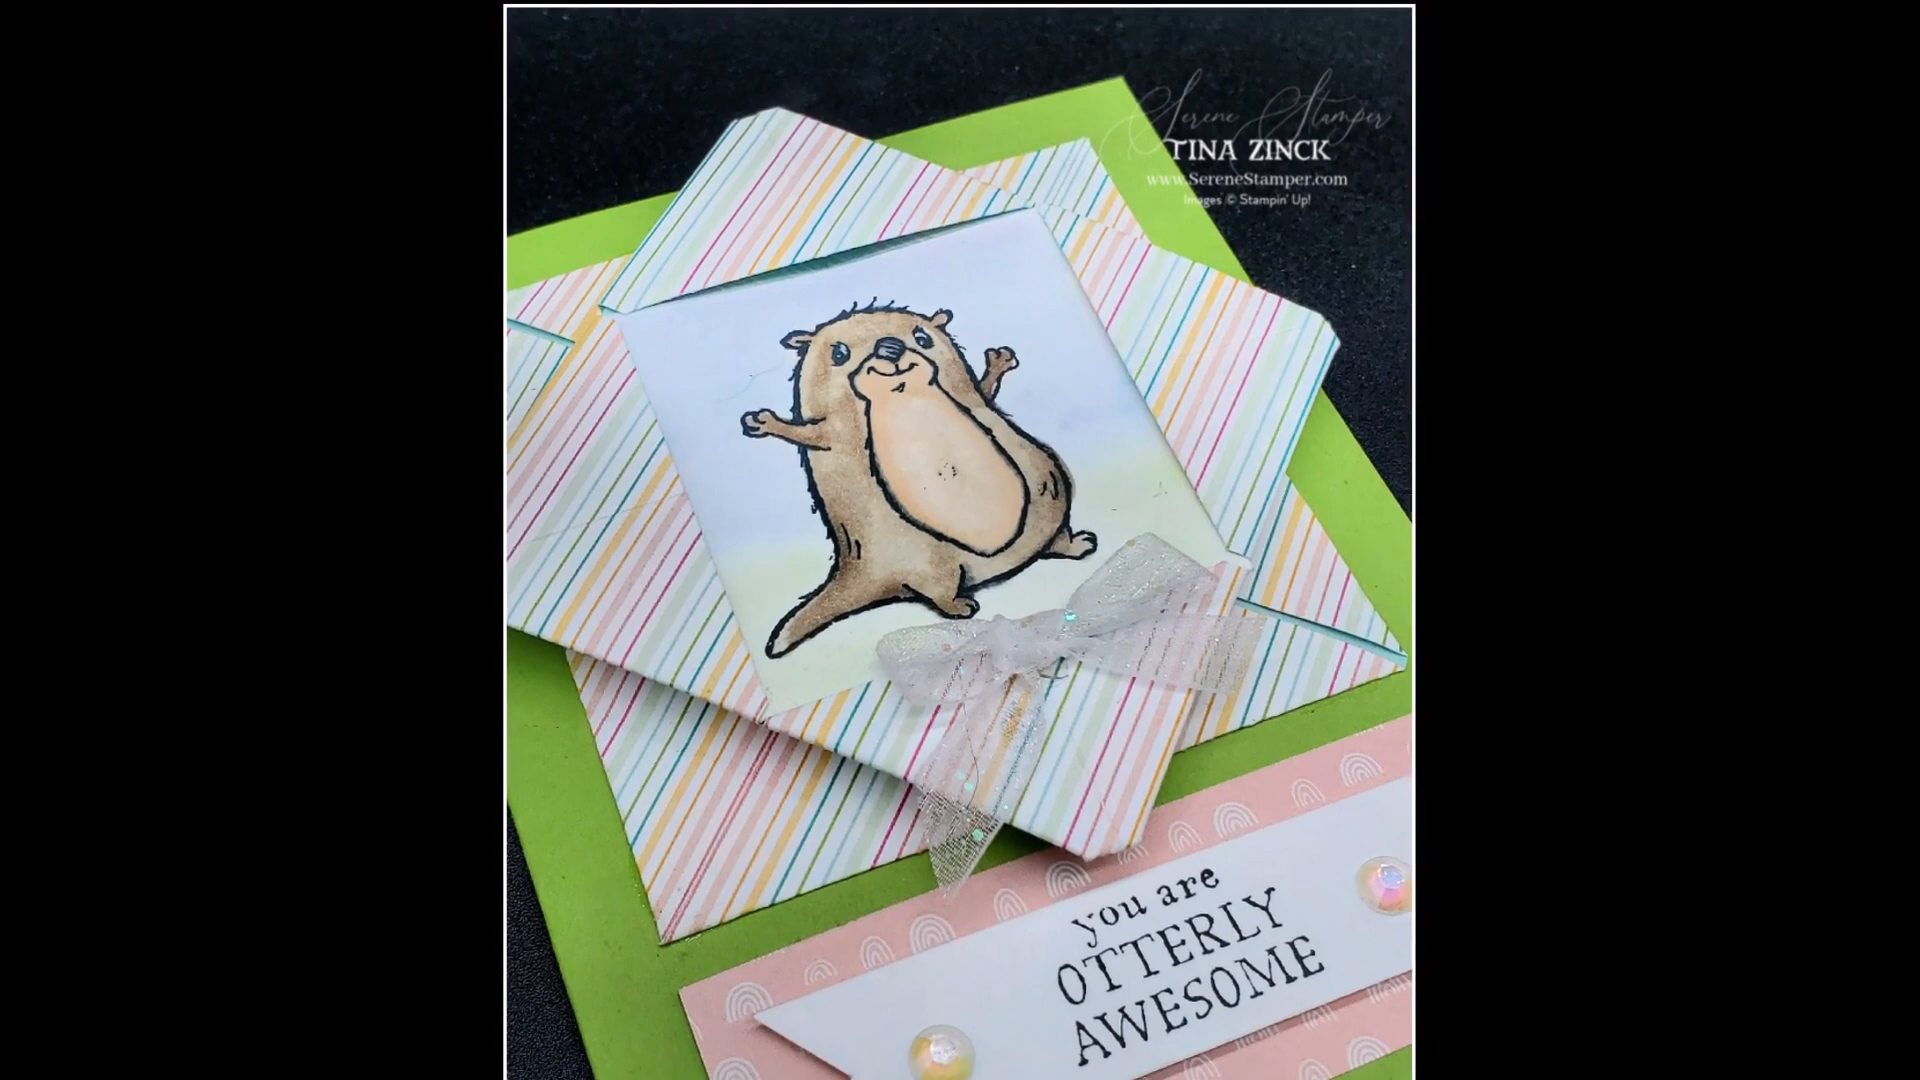 Serene Stamper
TINA ZINCK
www.SereneStamper.com
Images © Stampin' Up!
you are
OTTERLY
AWESOME